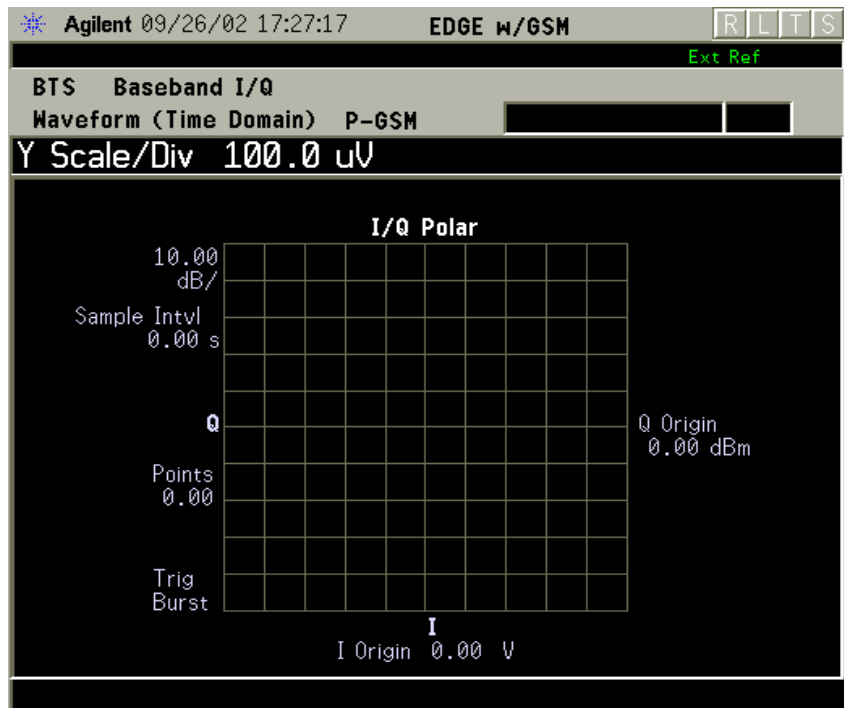 Agilent 09/26/02 17:27:17 EDGE w/GSM R L T S
Ext Ref
BTS Baseband I/Q
Waveform (Time Domain) P-GSM
Y Scale/Div 100.0 uV
I/Q Polar
10.00
dB/
Sample Intvl
0.00 s
Q
Q Origin
0.00 dBm
Points
0.00
Trig
Burst
I
I Origin 0.00 V